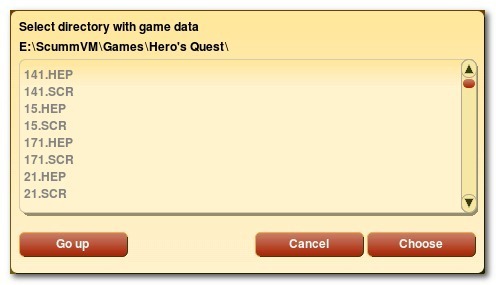 Select directory with game data
E:\ScummVM\Games\Hero's Quest\
141.HEP
141.SCR
15.HEP
15.SCR
171.HEP
171.SCR
21.HEP
21.SCR
Go up
Cancel
Choose